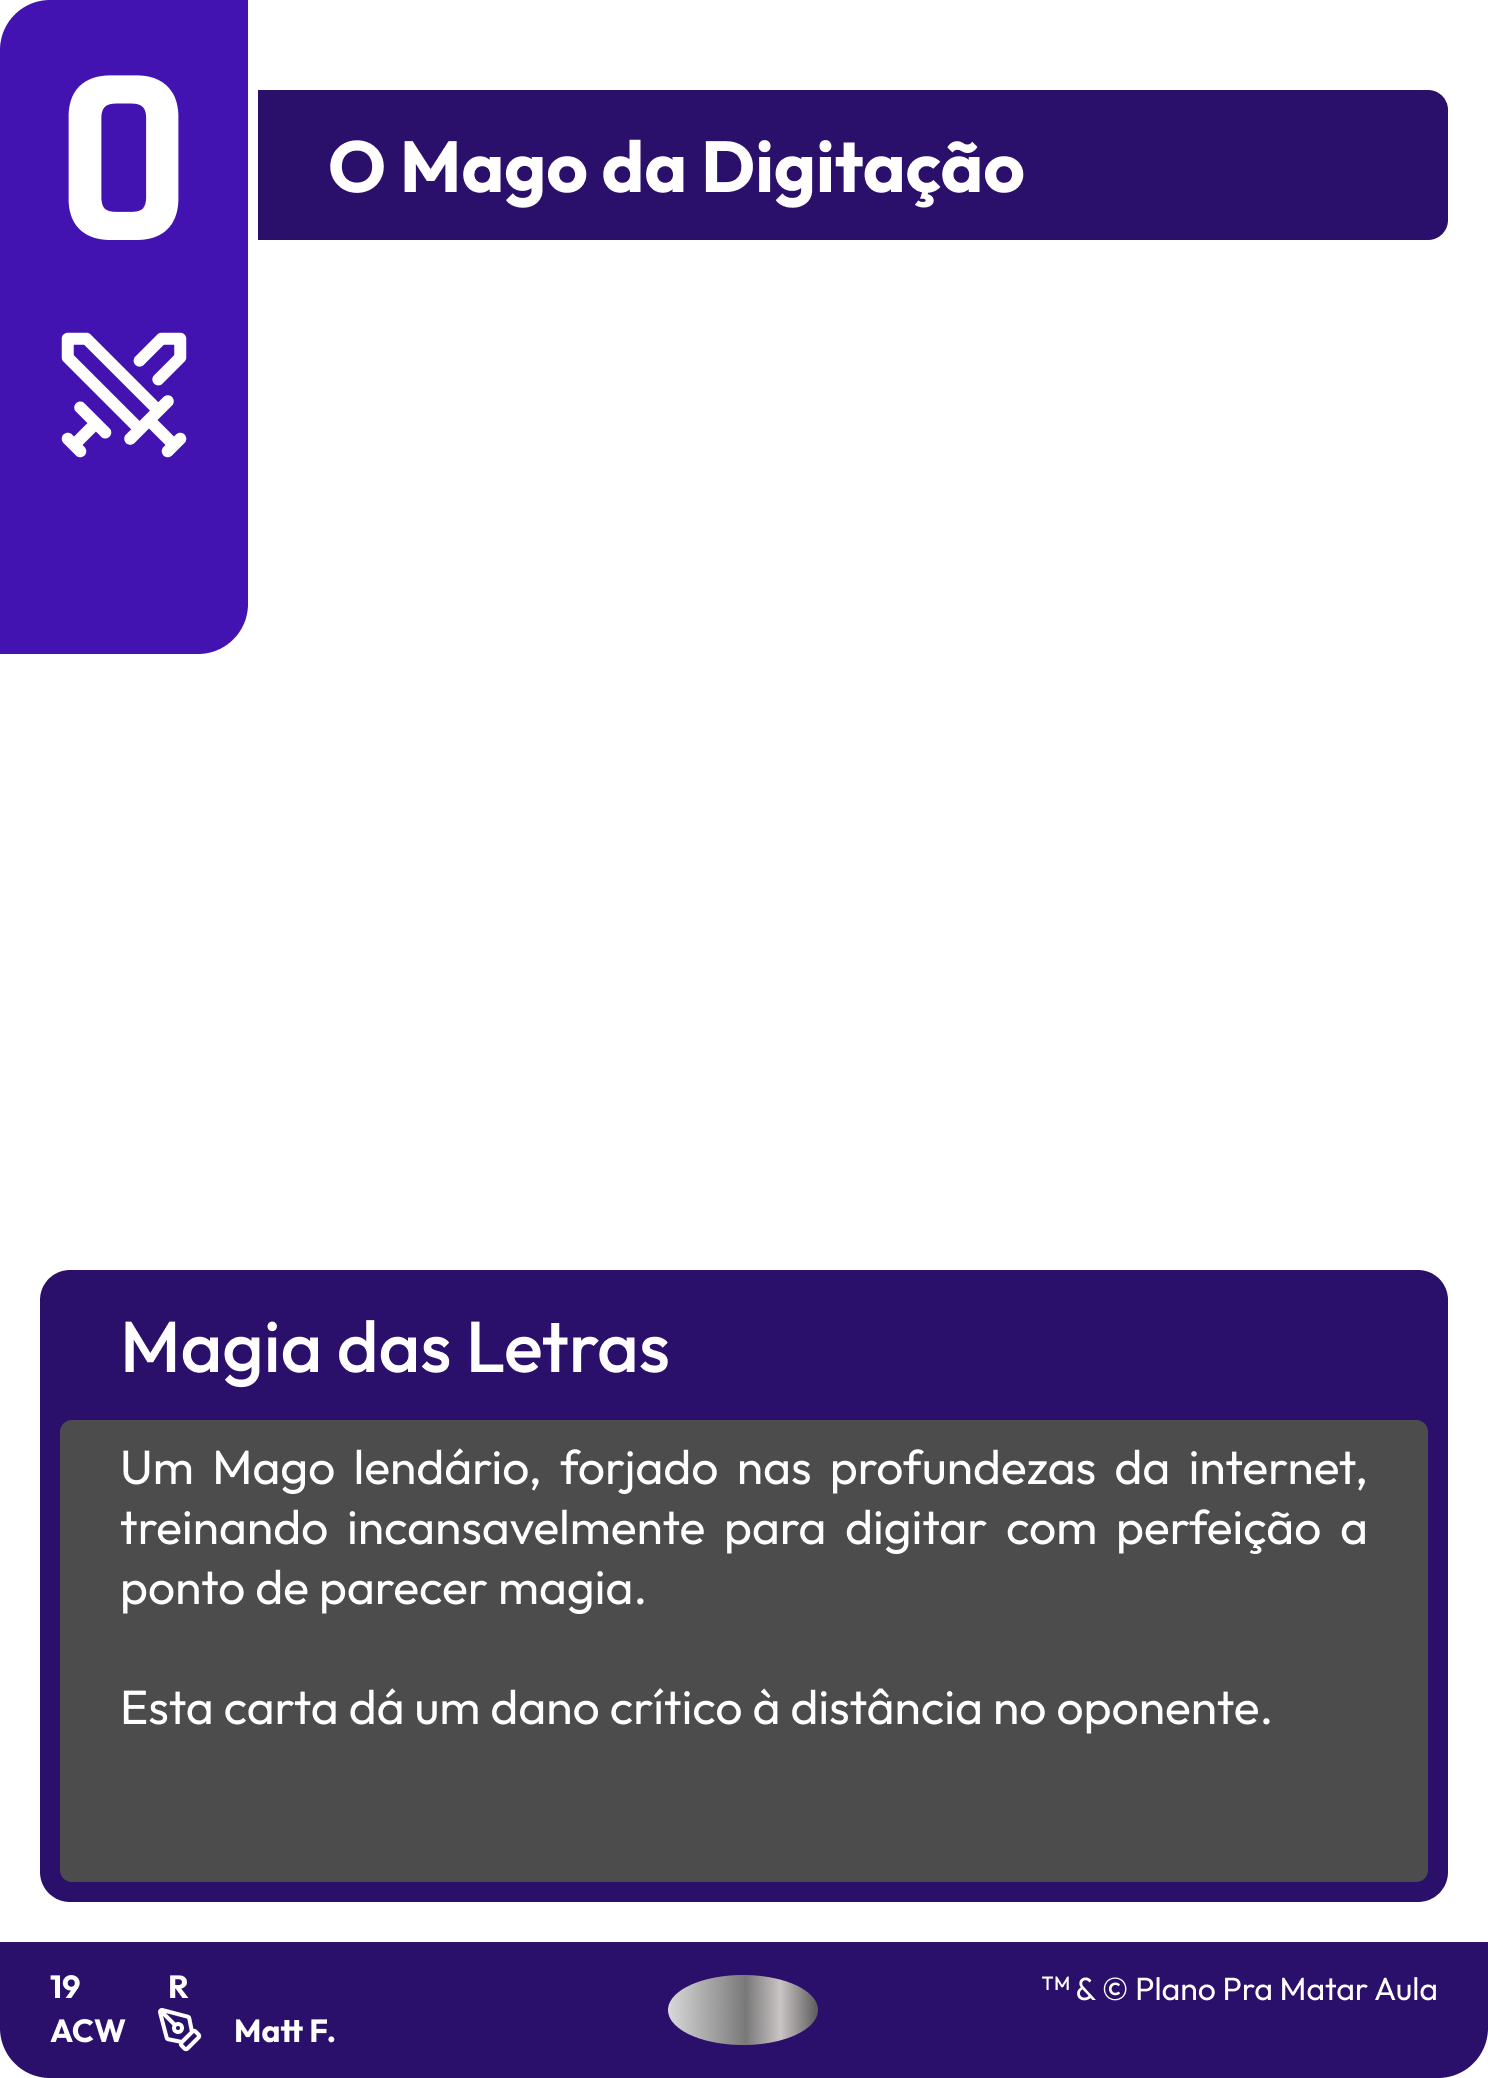 0
O Mago da Digitação
Magia das Letras
Um Mago lendário, forjado nas profundezas da internet,
treinando incansavelmente para digitar com perfeição a
ponto de parecer magia.
Esta carta dá um dano crítico à distância no oponente.
19 R
ACW Matt F.
™ & © Plano Pra Matar Aula